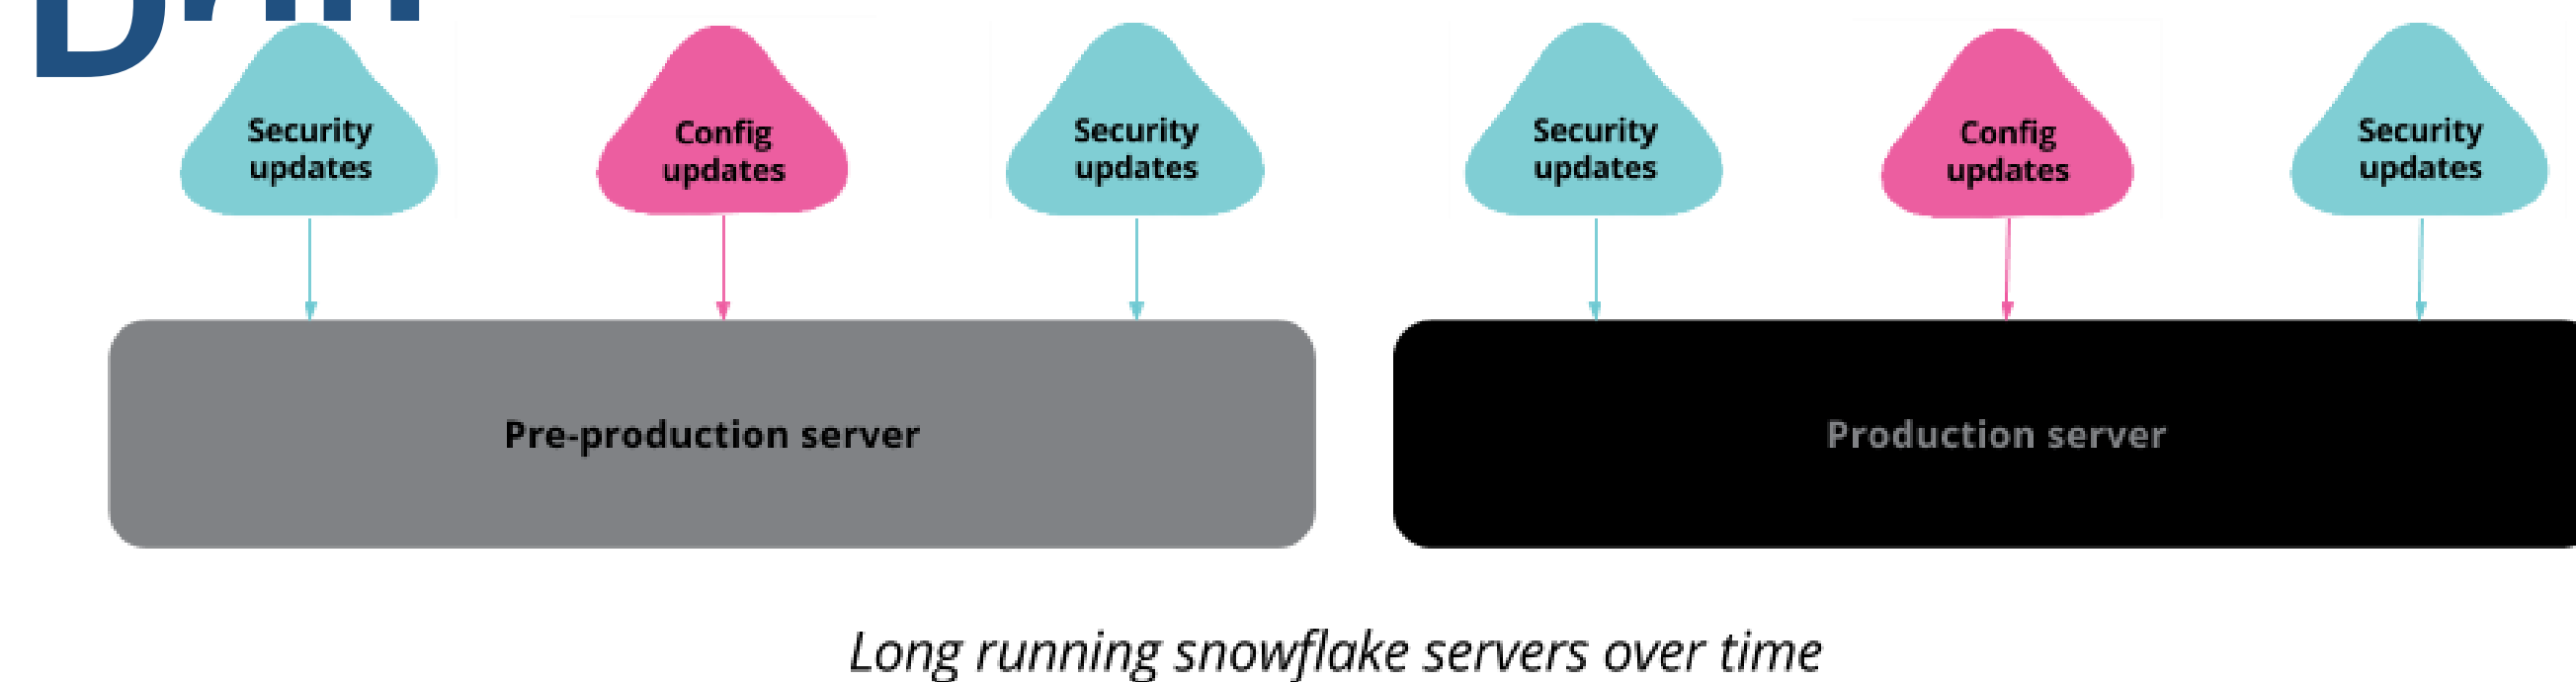 Security
updates
Config
updates
Security
updates
Security
updates
Config
updates
Security
updates
Pre-production server
Production server
Long running snowflake servers over time